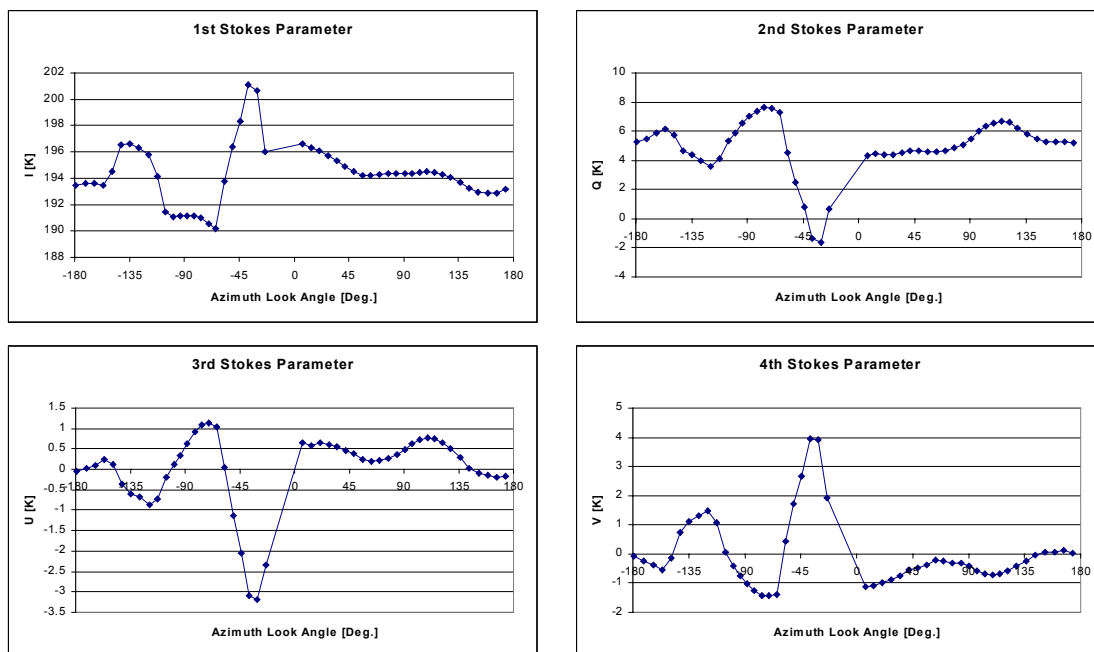 1st Stokes Parameter
I [K]
202
200
198
196
194
192
190
188
-180 -135 -90 -45 0 45 90 135 180
Azimuth Look Angle [Deg.]
2nd Stokes Parameter
Q [K]
10
8
6
4
2
0
-2
-4
-180 -135 -90 -45 0 45 90 135 180
Azimuth Look Angle [Deg.]
3rd Stokes Parameter
U [K]
1.5
1
0.5
0
-0.5
-1
-1.5
-2
-2.5
-3
-3.5
-180 -135 -90 -45 0 45 90 135 180
Azimuth Look Angle [Deg.]
4th Stokes Parameter
V [K]
5
4
3
2
1
0
-1
-2
-180 -135 -90 -45 0 45 90 135 180
Azimuth Look Angle [Deg.]